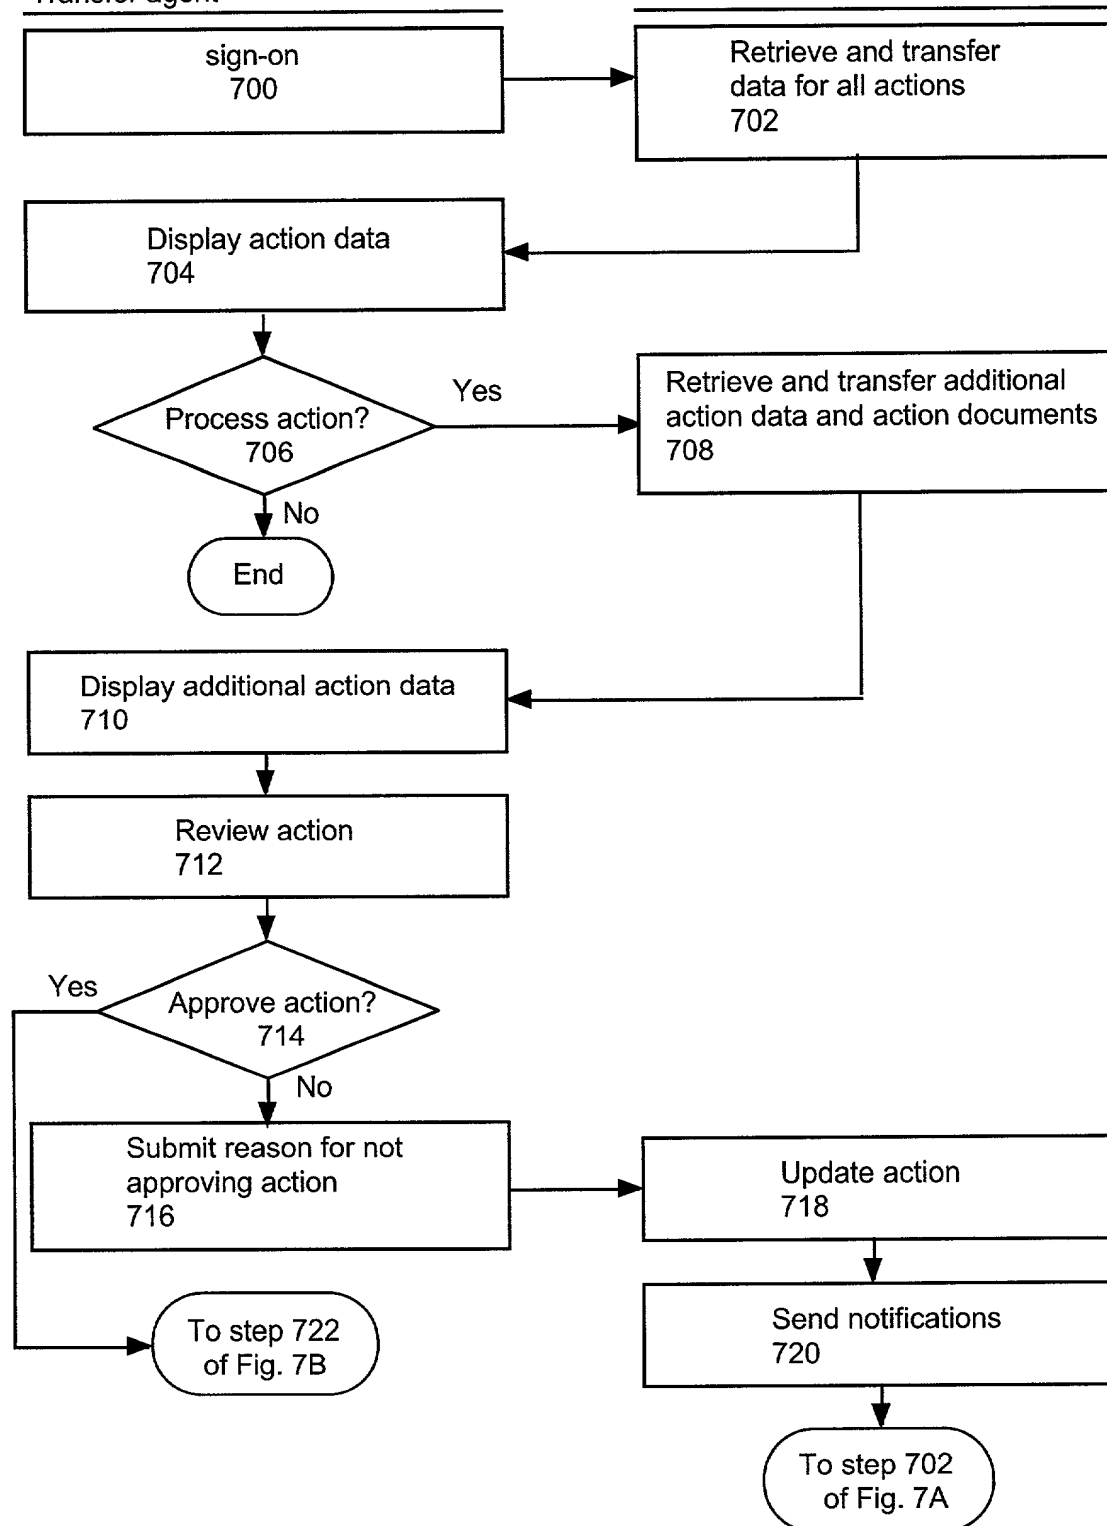 Transfer agent
sign-on
700
Retrieve and transfer
data for all actions
702
Display action data
704
Process action?
706
Yes
Retrieve and transfer additional
action data and action documents
708
No
End
Display additional action data
710
Review action
712
Yes
Approve action?
714
No
Submit reason for not
approving action
716
Update action
718
To step 722
of Fig. 7B
Send notifications
720
To step 702
of Fig. 7A